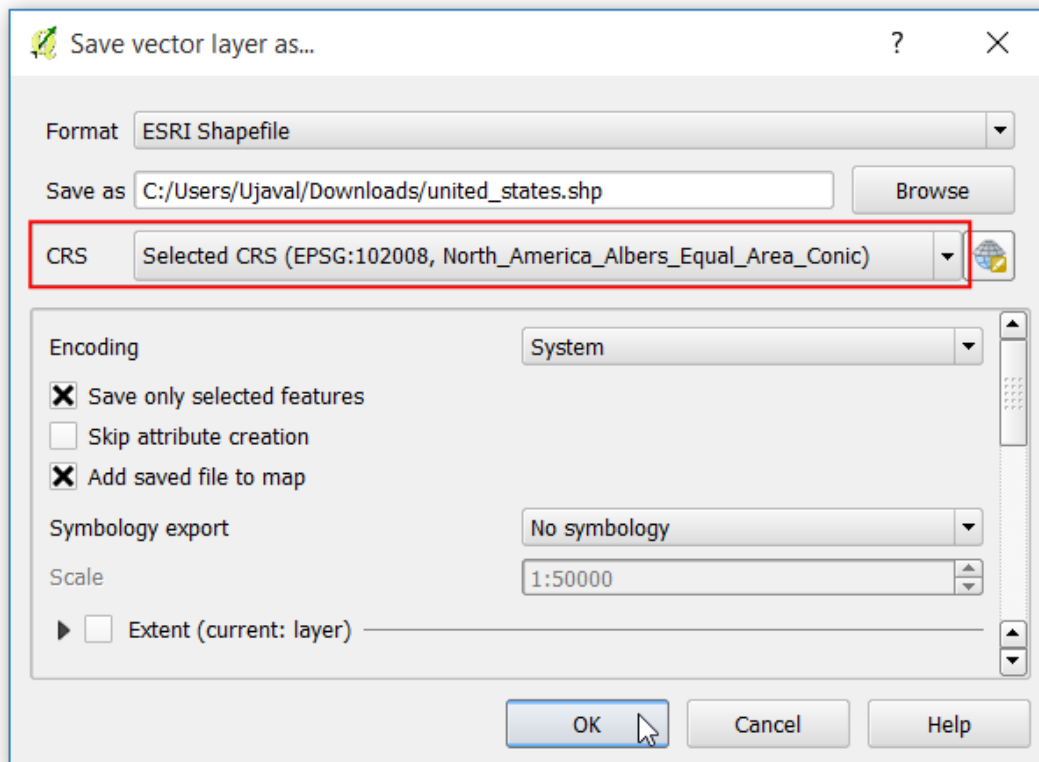 Save vector layer as...
?
Format ESRI Shapefile
Save as C:/Users/Ujaval/Downloads/united_states.shp Browse
CRS Selected CRS (EPSG:102008, North_America_Albers_Equal_Area_Conic)
Encoding System
Save only selected features
Skip attribute creation
Add saved file to map
Symbology export No symbology
Scale 1:50000
Extent (current: layer)
OK Cancel Help